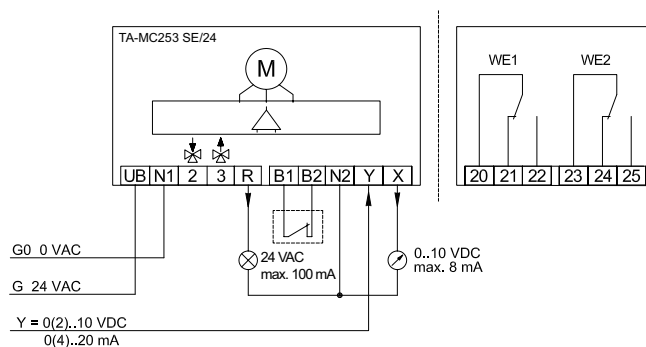 TA-MC253 SE/24
M
WE1 WE2
UB N1 2 3 R B1 B2 N2 Y X
20 21 22 23 24 25
G0 0 VAC
24 VAC
max. 100 mA
0..10 VDC
max. 8 mA
G 24 VAC
Y = 0(2)..10 VDC
0(4)..20 mA